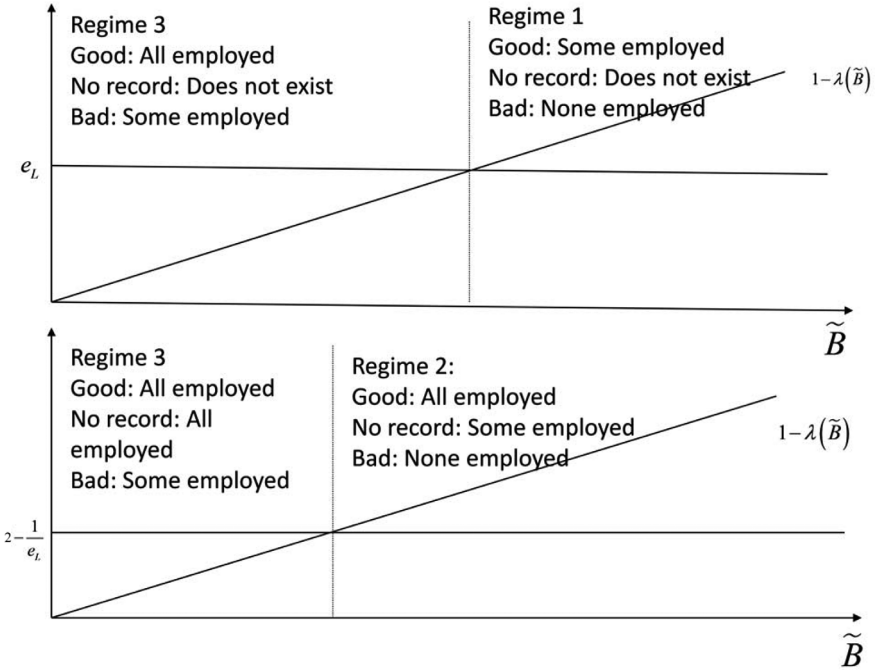 Regime 3
Good: All employed
No record: Does not exist
Bad: Some employed
Regime 1
Good: Some employed
No record: Does not exist
Bad: None employed
1−λ(B̃)
e_L
B̃
Regime 3
Good: All employed
No record: All
employed
Bad: Some employed
Regime 2:
Good: All employed
No record: Some employed
Bad: None employed
1−λ(B̃)
2−1/e_L
B̃